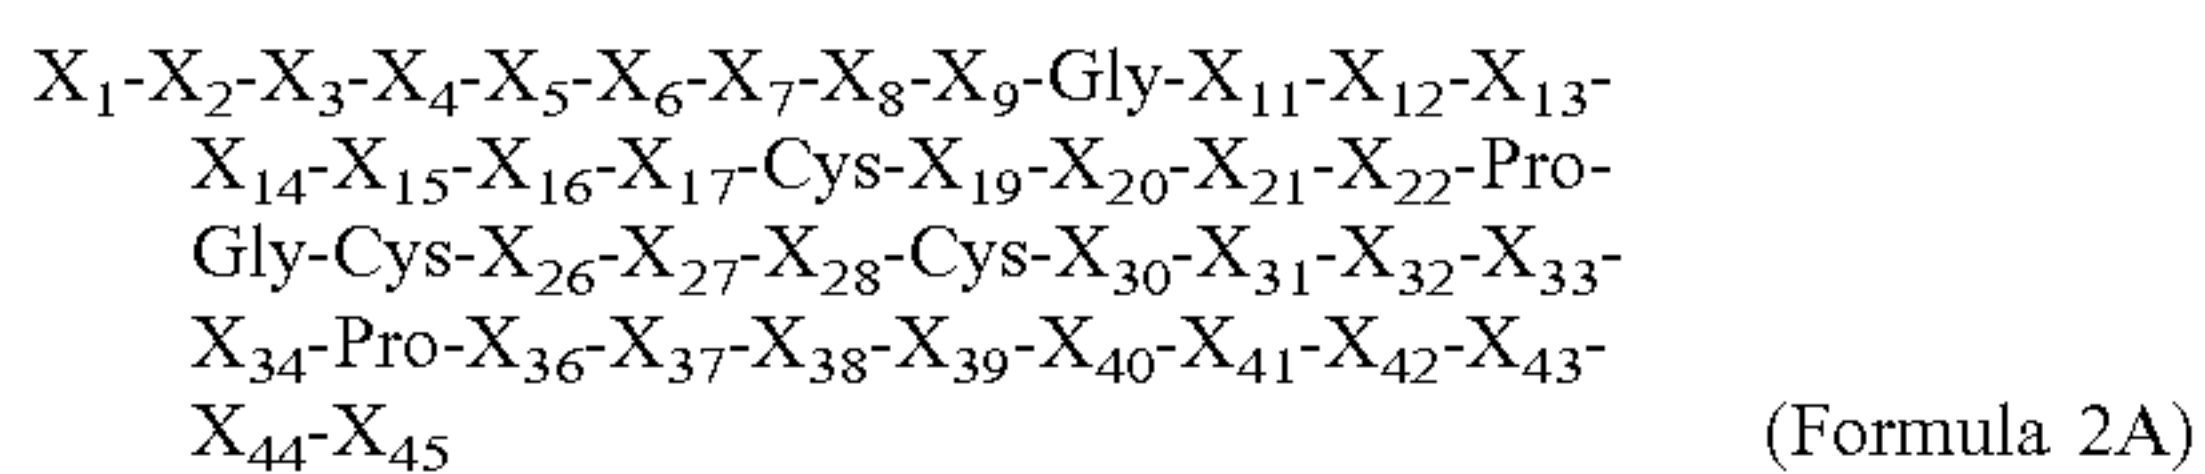 X₁-X₂-X₃-X₄-X₅-X₆-X₇-X₈-X₉-Gly-X₁₁-X₁₂-X₁₃-
X₁₄-X₁₅-X₁₆-X₁₇-Cys-X₁₉-X₂₀-X₂₁-X₂₂-Pro-
Gly-Cys-X₂₆-X₂₇-X₂₈-Cys-X₃₀-X₃₁-X₃₂-X₃₃-
X₃₄-Pro-X₃₆-X₃₇-X₃₈-X₃₉-X₄₀-X₄₁-X₄₂-X₄₃-
X₄₄-X₄₅ (Formula 2A)